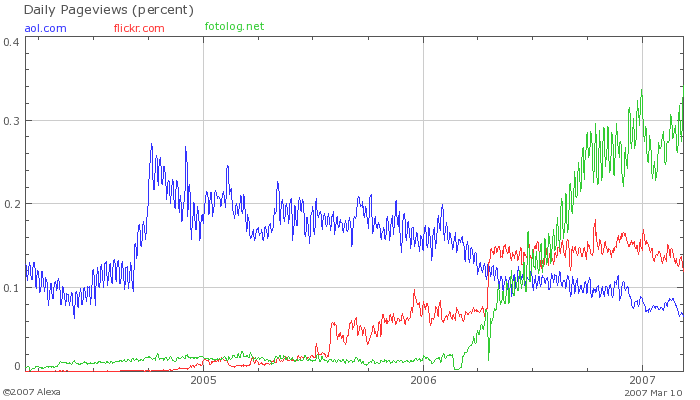 Daily Pageviews (percent)
aol.com flickr.com fotolog.net
0.4
0.3
0.2
0.1
0
2005 2006 2007
©2007 Alexa 2007 Mar 10